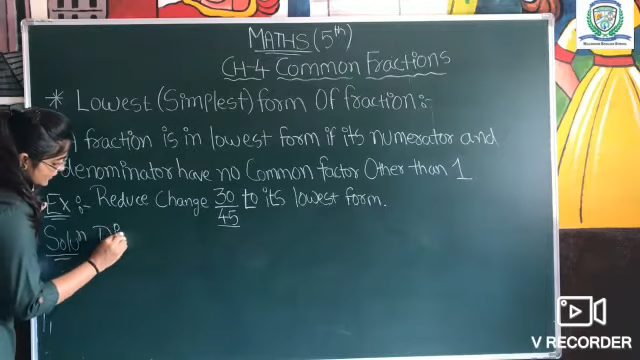 MATHS (5th)
CH-4 Common Fractions
* Lowest (Simplest) form Of fraction:-
fraction is in lowest form if its numerator and
denominator have no Common factor Other than 1
Ex:- Reduce Change 30/45 to its lowest form.
Solun
V RECORDER